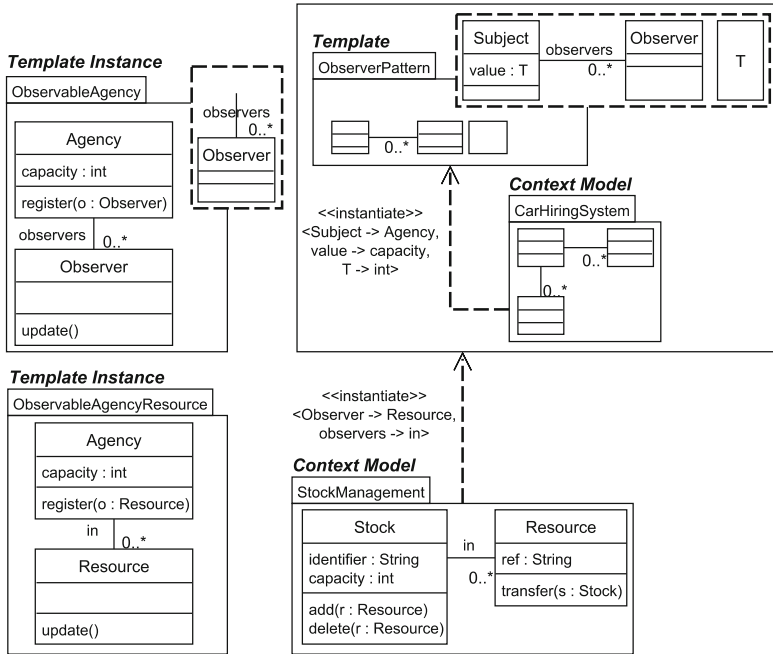 Template Instance
ObservableAgency
observers
0..*
Observer
Agency
capacity : int
register(o : Observer)
observers
0..*
Observer
update()
Template
ObserverPattern
Subject
value : T
observers
0..*
Observer
T
0..*
<<instantiate>>
<Subject -> Agency,
value -> capacity,
T -> int>
Context Model
CarHiringSystem
0..*
0..*
Template Instance
ObservableAgencyResource
Agency
capacity : int
register(o : Resource)
in
0..*
Resource
update()
<<instantiate>>
<Observer -> Resource,
observers -> in>
Context Model
StockManagement
Stock
identifier : String
capacity : int
add(r : Resource)
delete(r : Resource)
in
0..*
Resource
ref : String
transfer(s : Stock)